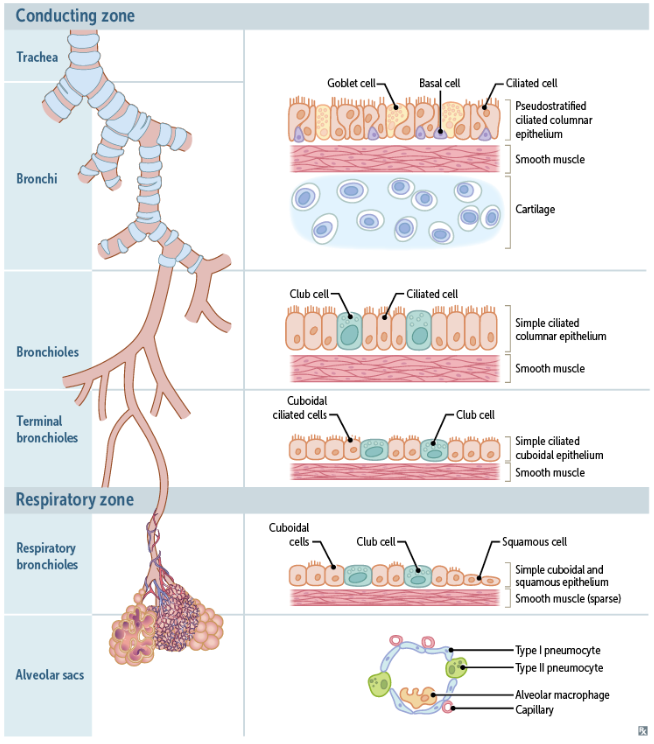 Conducting zone
Trachea
Bronchi
Goblet cell
Basal cell
Ciliated cell
Pseudostratified
ciliated columnar
epithelium
Smooth muscle
Cartilage
Bronchioles
Club cell
Ciliated cell
Simple ciliated
columnar epithelium
Smooth muscle
Terminal
bronchioles
Cuboidal
ciliated cells
Club cell
Simple ciliated
cuboidal epithelium
Smooth muscle
Respiratory zone
Respiratory
bronchioles
Cuboidal
cells
Club cell
Squamous cell
Simple cuboidal and
squamous epithelium
Smooth muscle (sparse)
Alveolar sacs
Type I pneumocyte
Type II pneumocyte
Alveolar macrophage
Capillary